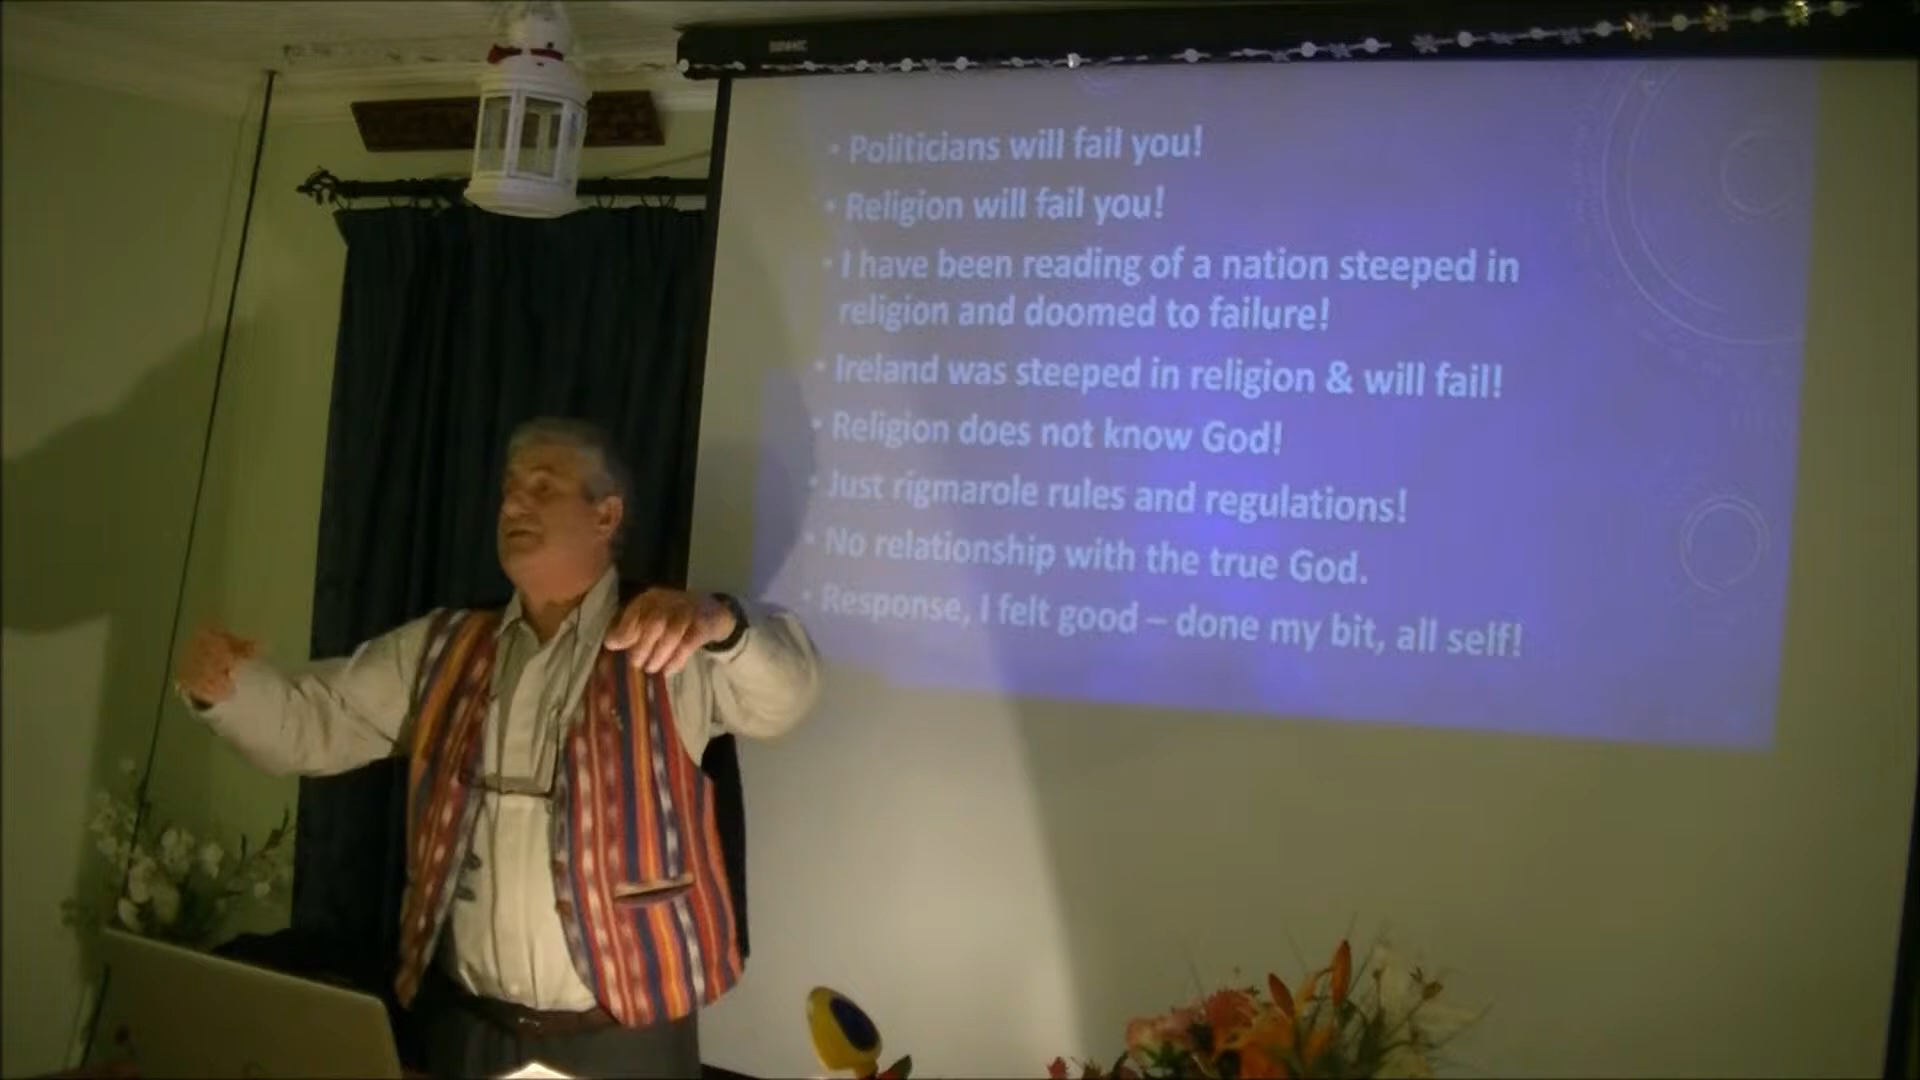 • Politicians will fail you!
• Religion will fail you!
• I have been reading of a nation steeped in
religion and doomed to failure!
• Ireland was steeped in religion & will fail!
• Religion does not know God!
• Just rigmarole rules and regulations!
• No relationship with the true God.
• Response, I felt good – done my bit, all self!